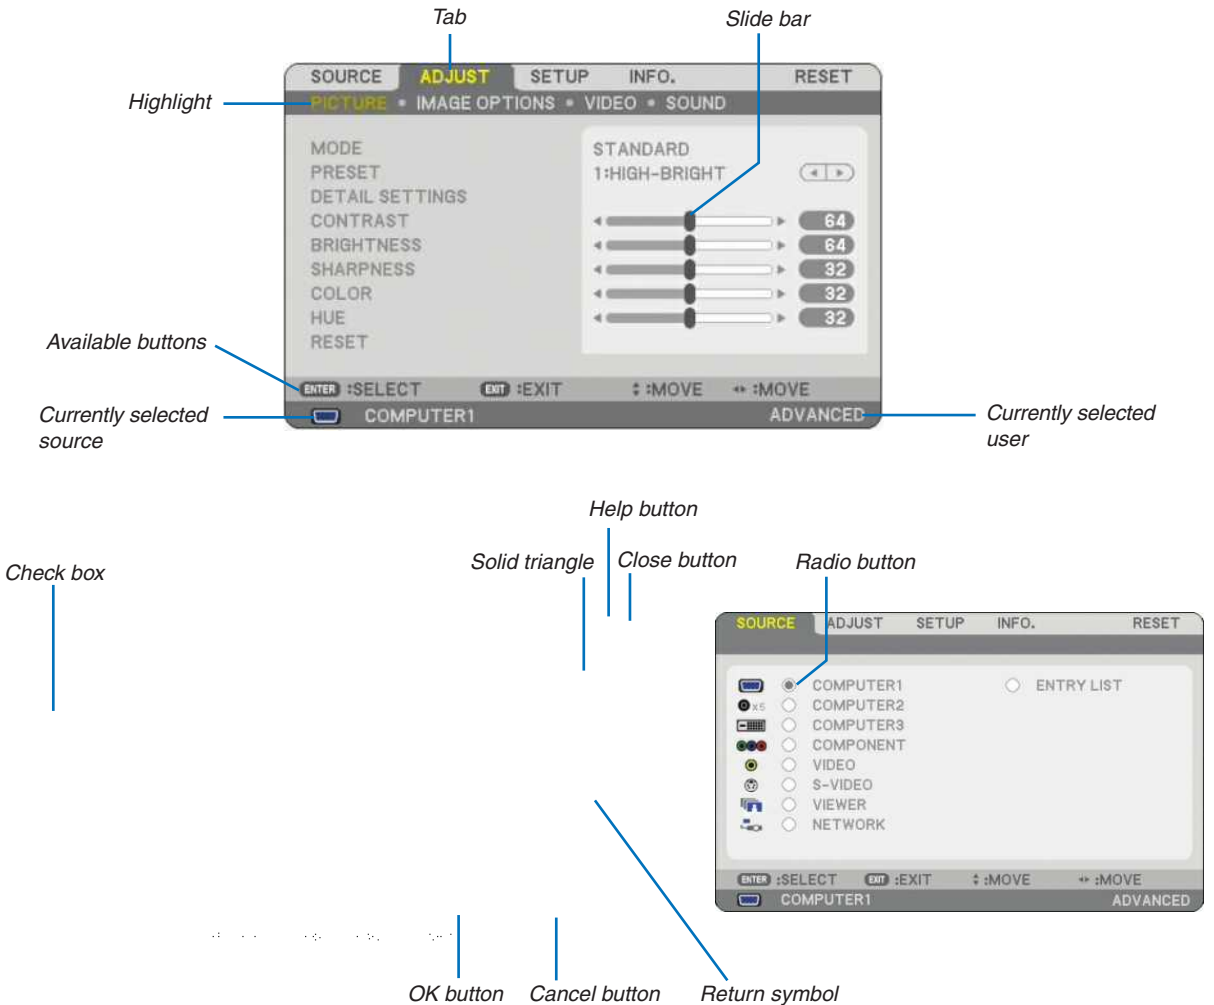 Tab
Slide bar
SOURCE ADJUST SETUP INFO. RESET
Highlight
PICTURE • IMAGE OPTIONS • VIDEO • SOUND
MODE STANDARD
PRESET 1:HIGH-BRIGHT
DETAIL SETTINGS
CONTRAST 64
BRIGHTNESS 64
SHARPNESS 32
COLOR 32
HUE 32
RESET
Available buttons
ENTER :SELECT EXIT :EXIT :MOVE :MOVE
Currently selected source
COMPUTER1 ADVANCED
Currently selected user
Help button
Solid triangle
Close button
Radio button
Check box
SOURCE ADJUST SETUP INFO. RESET
COMPUTER1 ENTRY LIST
x5 COMPUTER2
COMPUTER3
COMPONENT
VIDEO
S-VIDEO
VIEWER
NETWORK
ENTER :SELECT EXIT :EXIT :MOVE :MOVE
COMPUTER1 ADVANCED
OK button
Cancel button
Return symbol